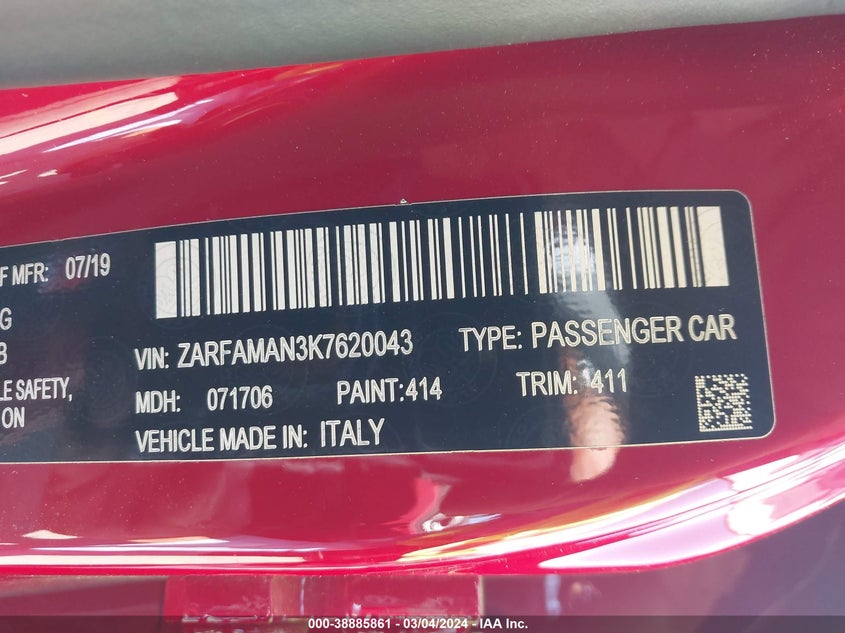 F MFR: 07/19
G
B
LE SAFETY,
ON
VIN: ZARFAMAN3K7620043 TYPE: PASSENGER CAR
MDH: 071706 PAINT:414 TRIM: 411
VEHICLE MADE IN: ITALY
000-38885861 - 03/04/2024 - IAA Inc.